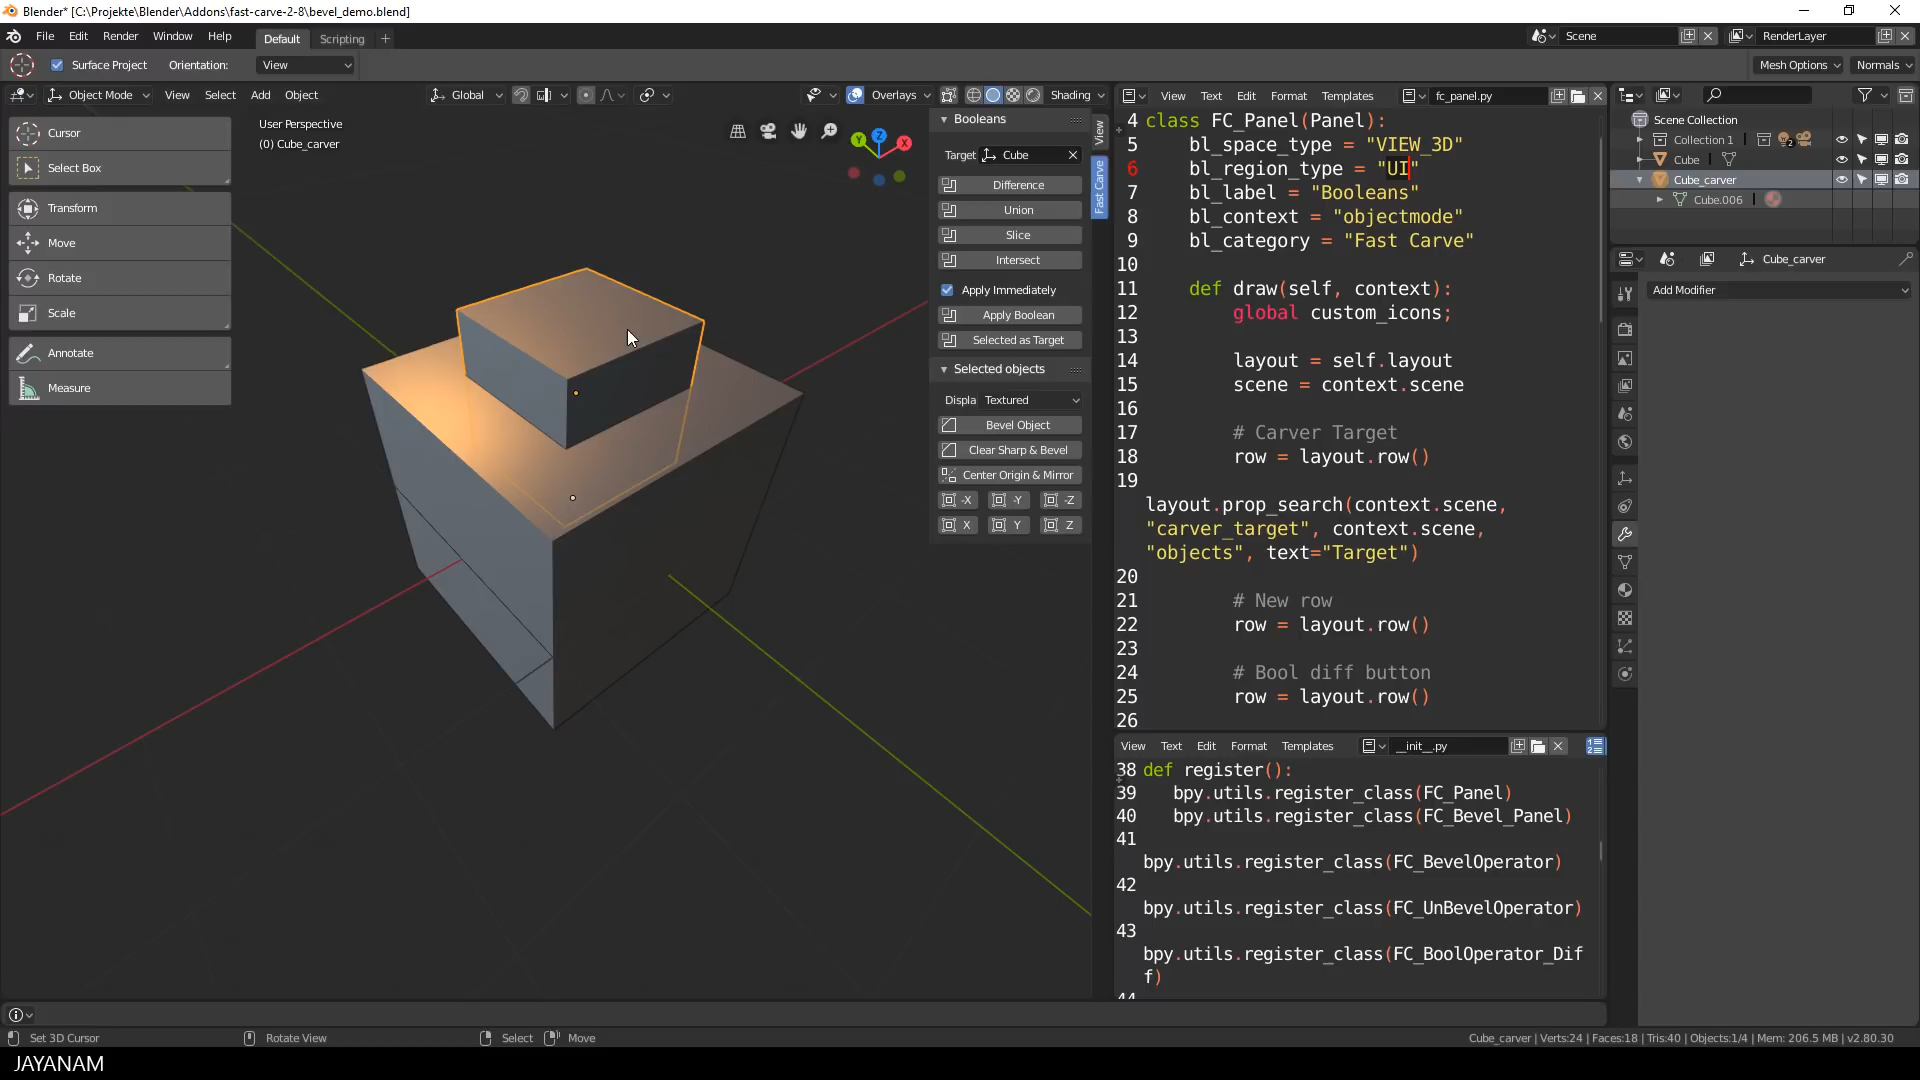 Blender* [C:\Projekte\Blender\Addons\fast-carve-2-8\bevel_demo.blend]
File Edit Render Window Help Default Scripting +
Scene RenderLayer
Surface Project Orientation: View Mesh Options Normals
Object Mode View Select Add Object Global Overlays Shading
View Text Edit Format Templates fc_panel.py
Cursor
Select Box
Transform
Move
Rotate
Scale
Annotate
Measure
User Perspective
(0) Cube_carver
Y Z X
Booleans
Target Cube
Difference
Union
Slice
Intersect
Apply Immediately
Apply Boolean
Selected as Target
Selected objects
Displa Textured
Bevel Object
Clear Sharp & Bevel
Center Origin & Mirror
-X -Y -Z
X Y Z
View
Fast Carve
4 class FC_Panel(Panel):
5 bl_space_type = "VIEW_3D"
6 bl_region_type = "UI"
7 bl_label = "Booleans"
8 bl_context = "objectmode"
9 bl_category = "Fast Carve"
10
11 def draw(self, context):
12 global custom_icons;
13
14 layout = self.layout
15 scene = context.scene
16
17 # Carver Target
18 row = layout.row()
19
layout.prop_search(context.scene,
"carver_target", context.scene,
"objects", text="Target")
20
21 # New row
22 row = layout.row()
23
24 # Bool diff button
25 row = layout.row()
26
View Text Edit Format Templates __init__.py
38 def register():
39 bpy.utils.register_class(FC_Panel)
40 bpy.utils.register_class(FC_Bevel_Panel)
41
bpy.utils.register_class(FC_BevelOperator)
42
bpy.utils.register_class(FC_UnBevelOperator)
43
bpy.utils.register_class(FC_BoolOperator_Dif
f)
44
Scene Collection
Collection 1 2
Cube
Cube_carver
Cube.006
Cube_carver
Add Modifier
Set 3D Cursor Rotate View Select Move
Cube_carver | Verts:24 | Faces:18 | Tris:40 | Objects:1/4 | Mem: 206.5 MB | v2.80.30
JAYANAM